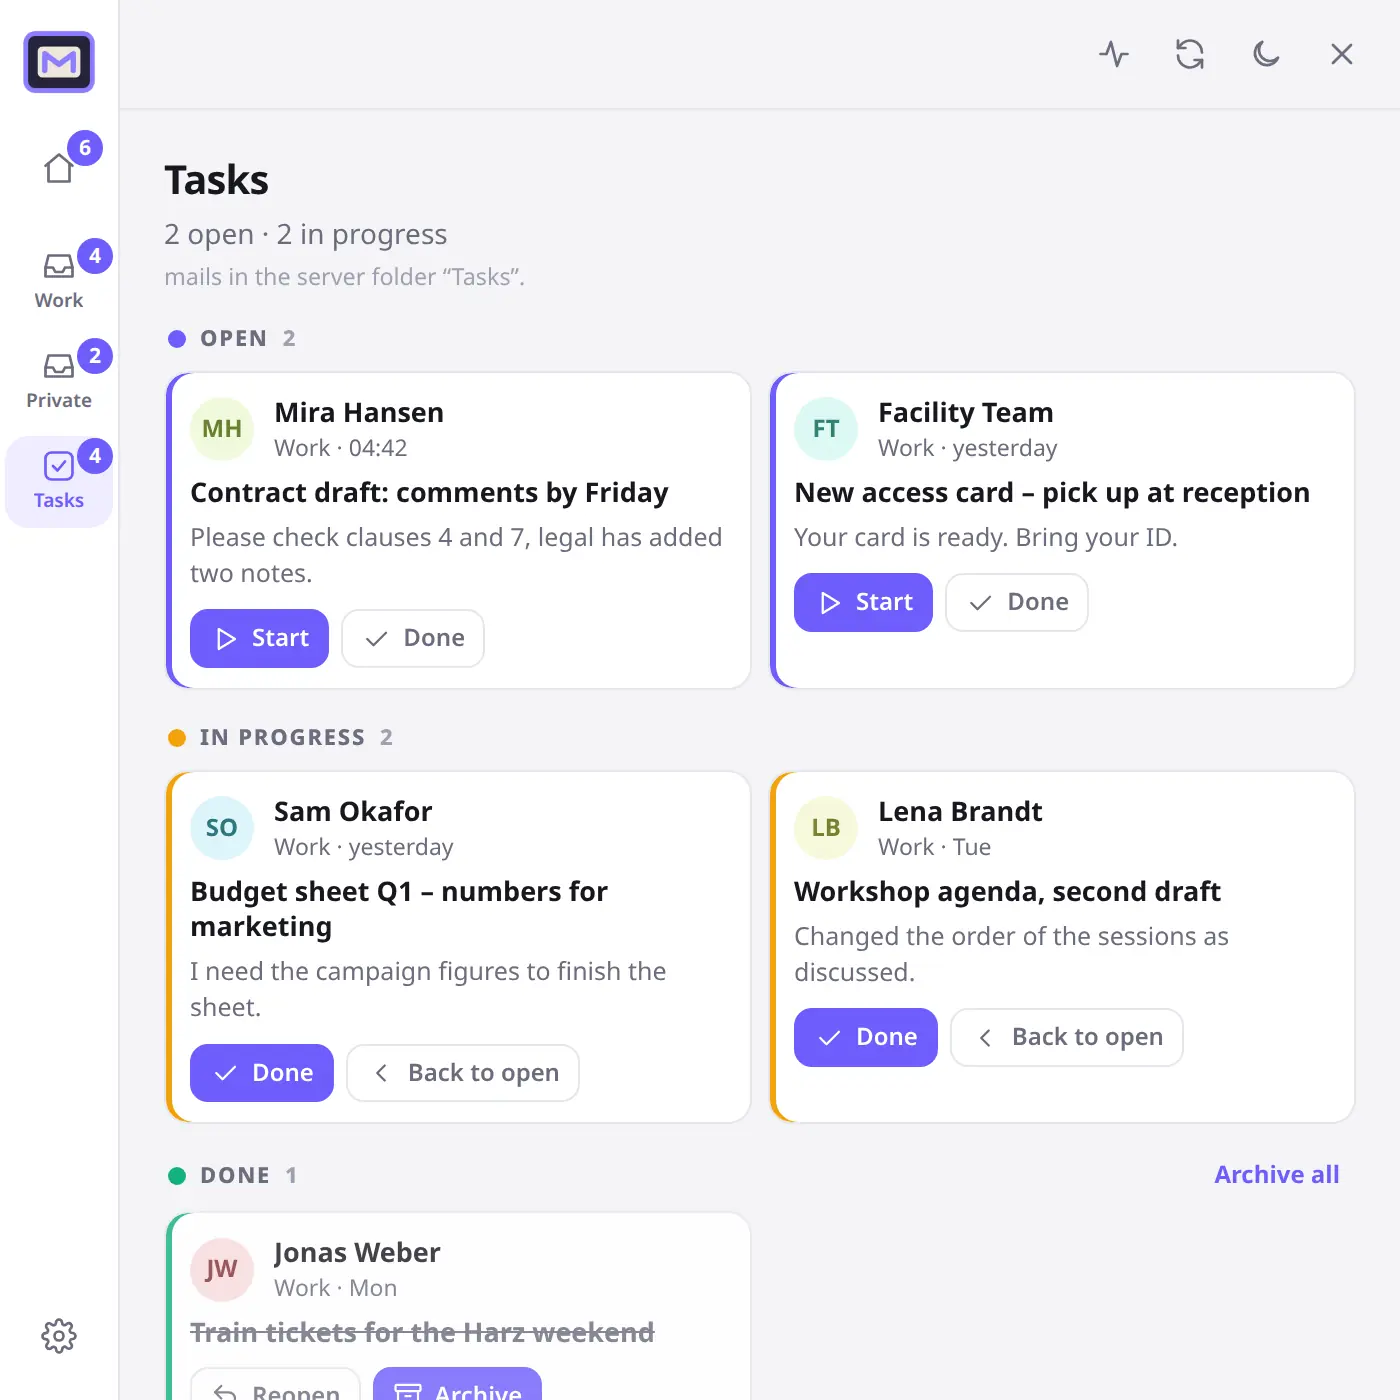 6
4
Work
2
Private
4
Tasks
Tasks
2 open · 2 in progress
mails in the server folder “Tasks”.
OPEN 2
MH
Mira Hansen
Work · 04:42
Contract draft: comments by Friday
Please check clauses 4 and 7, legal has added
two notes.
Start
Done
FT
Facility Team
Work · yesterday
New access card – pick up at reception
Your card is ready. Bring your ID.
Start
Done
IN PROGRESS 2
SO
Sam Okafor
Work · yesterday
Budget sheet Q1 – numbers for
marketing
I need the campaign figures to finish the
sheet.
Done
Back to open
LB
Lena Brandt
Work · Tue
Workshop agenda, second draft
Changed the order of the sessions as
discussed.
Done
Back to open
DONE 1
Archive all
JW
Jonas Weber
Work · Mon
Train tickets for the Harz weekend
Reopen
Archive